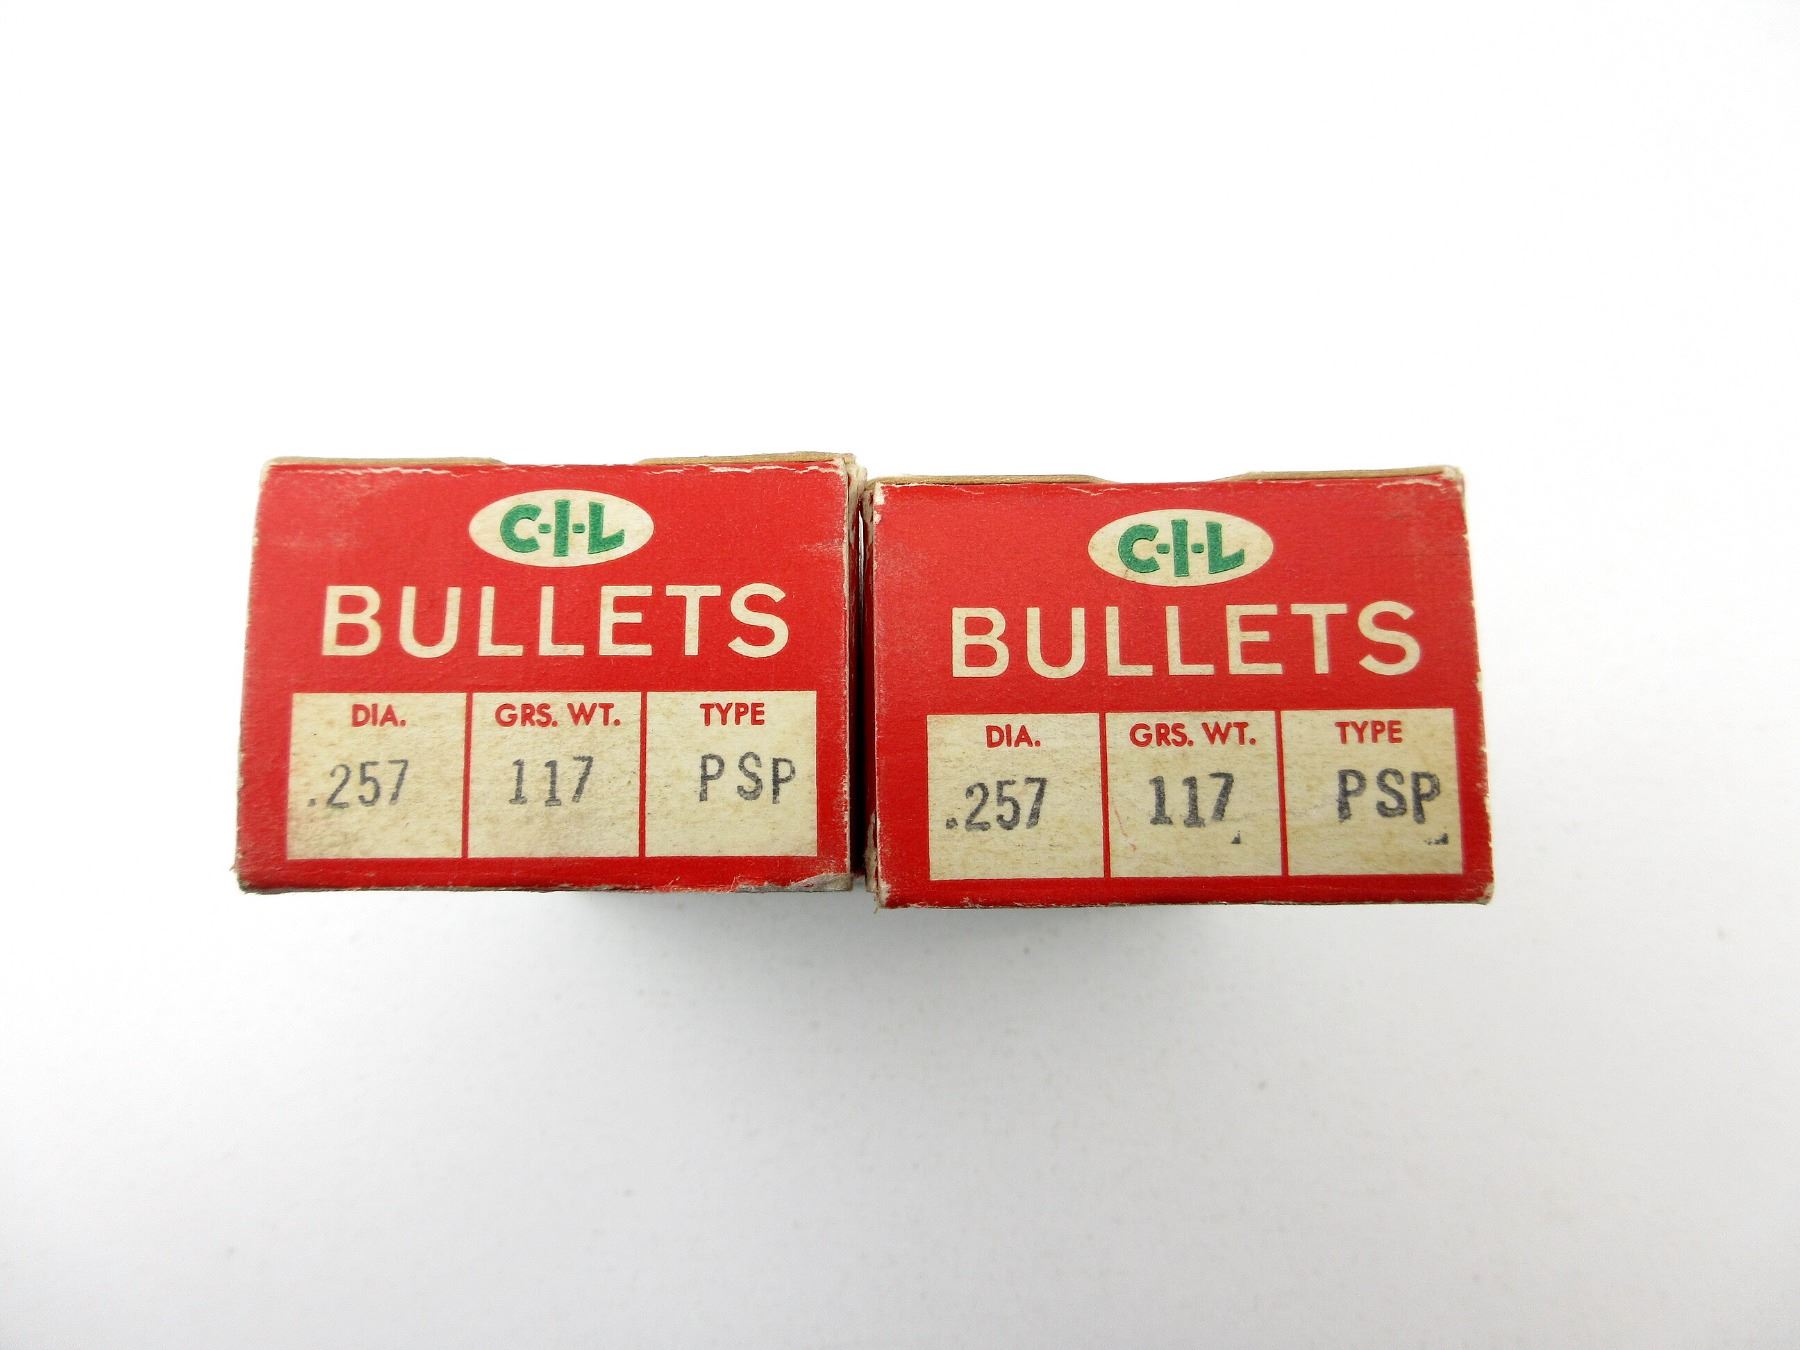 C-I-L
BULLETS
DIA. GRS. WT. TYPE
.257 117 PSP
C-I-L
BULLETS
DIA. GRS. WT. TYPE
.257 117 PSP